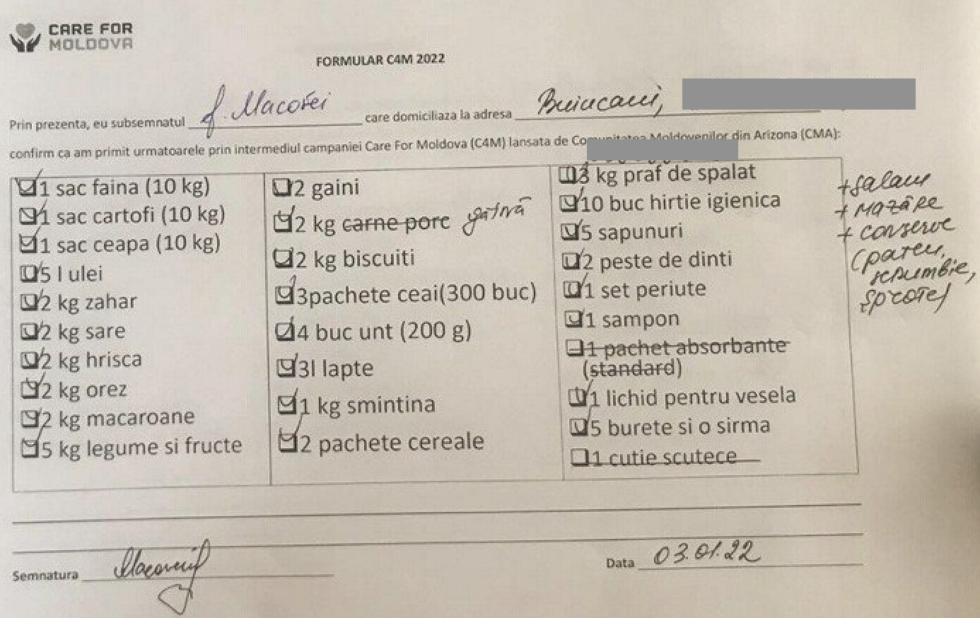 CARE FOR
MOLDOVA
FORMULAR C4M 2022
Prin prezenta, eu subsemnatul f. Macovei care domiciliaza la adresa Buiucani,
confirm ca am primit urmatoarele prin intermediul campaniei Care For Moldova (C4M) lansata de Comunitatea Moldovenilor din Arizona (CMA):
1 sac faina (10 kg)
1 sac cartofi (10 kg)
1 sac ceapa (10 kg)
5 l ulei
2 kg zahar
2 kg sare
2 kg hrisca
2 kg orez
2 kg macaroane
5 kg legume si fructe
2 gaini
2 kg carne porc gătită
2 kg biscuiti
3pachete ceai(300 buc)
4 buc unt (200 g)
3l lapte
1 kg smintina
2 pachete cereale
3 kg praf de spalat
10 buc hirtie igienica
5 sapunuri
2 peste de dinti
1 set periute
1 sampon
1 pachet absorbante
(standard)
1 lichid pentru vesela
5 burete si o sirma
1 cutie scutece
+ salam
+ mazăre
+ conserve
(pateu,
scrumbie,
șprote)
Semnatura
Data 03.01.22